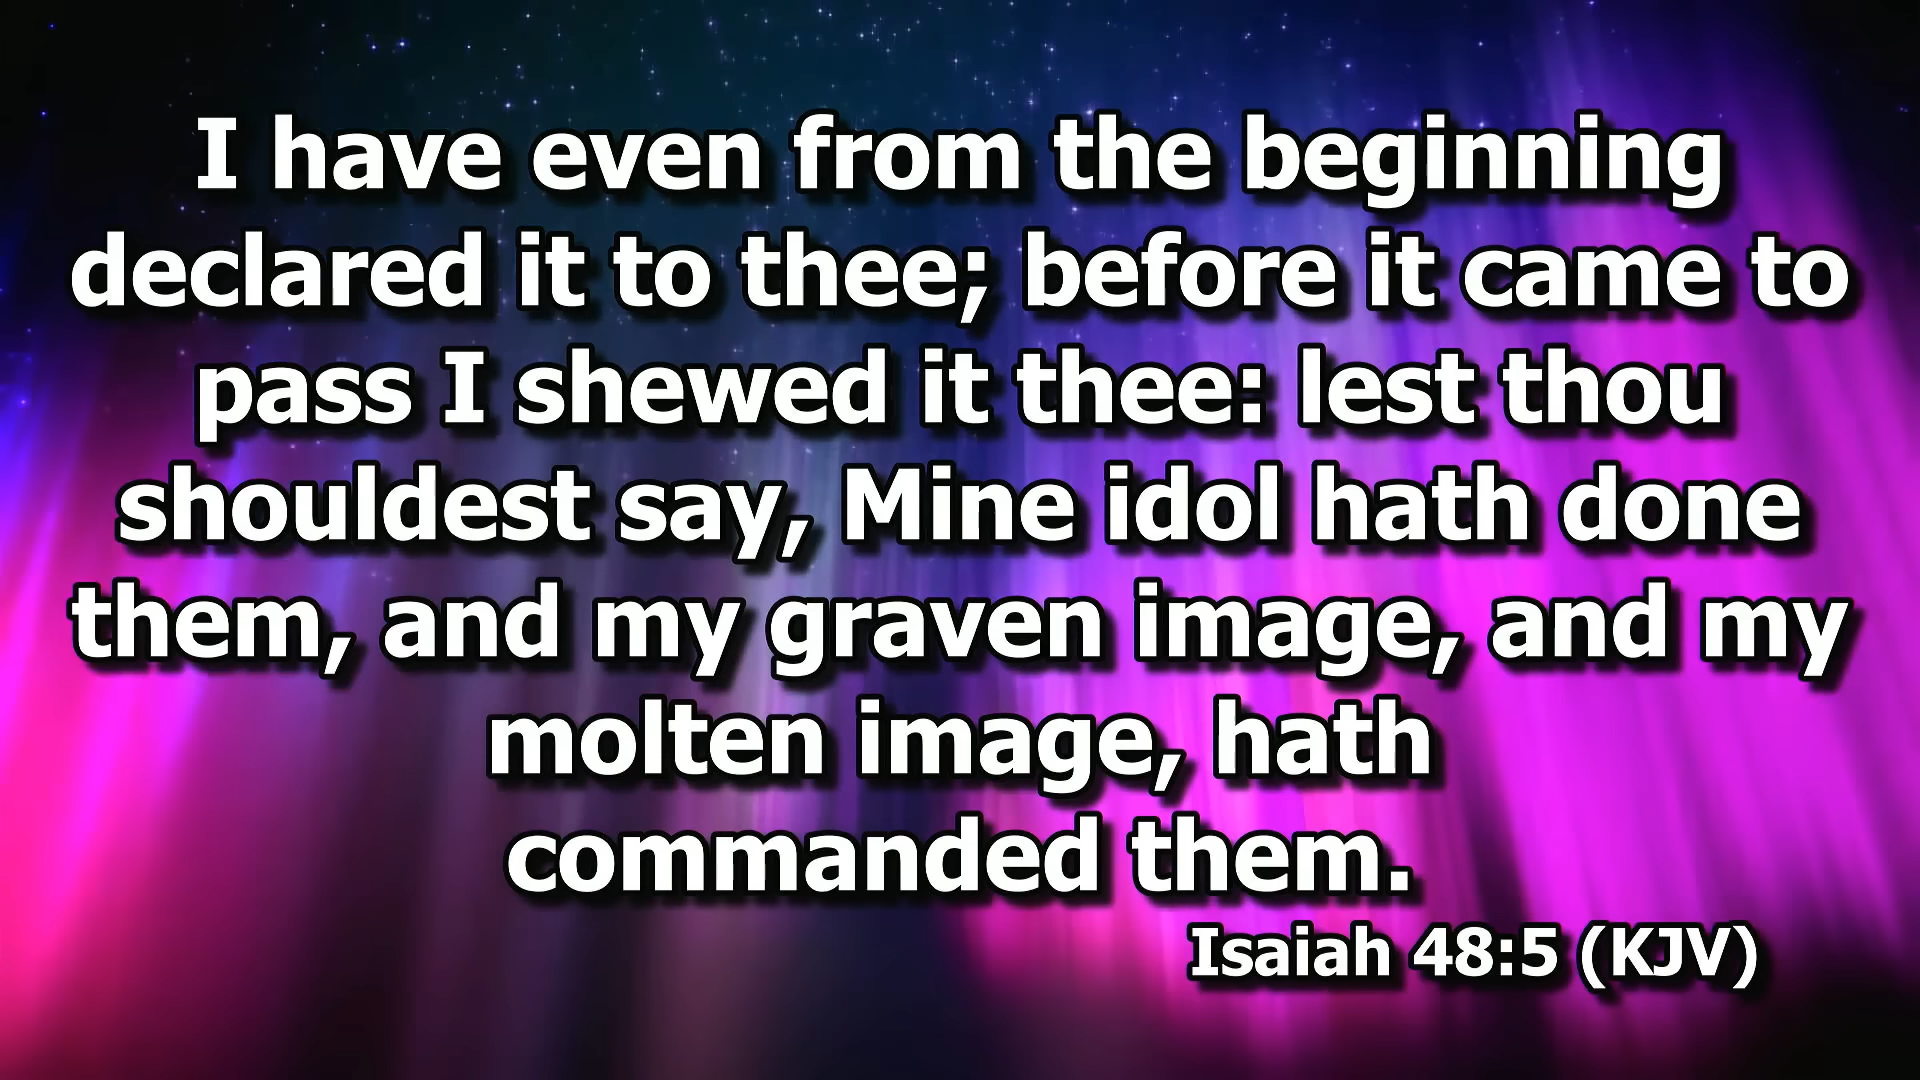 I have even from the beginning
declared it to thee; before it came to
pass I shewed it thee: lest thou
shouldest say, Mine idol hath done
them, and my graven image, and my
molten image, hath
commanded them.
Isaiah 48:5 (KJV)